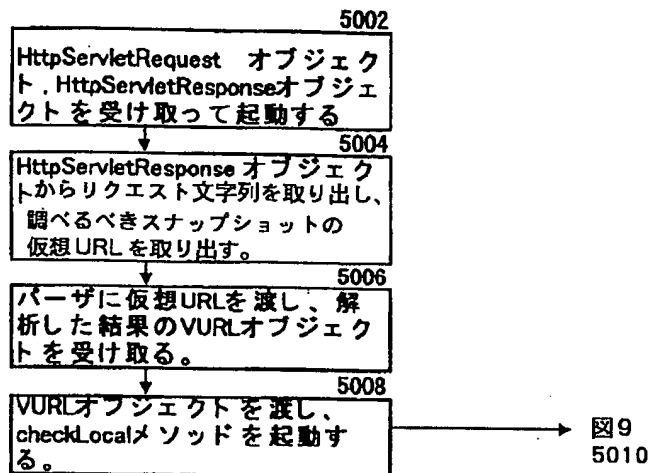 5002
HttpServletRequest オブジェク
ト,HttpServletResponseオブジェ
クトを受け取って起動する
5004
HttpServletResponse オブジェク
トからリクエスト文字列を取り出し、
調べるべきスナップショットの
仮想URLを取り出す。
5006
パーザに仮想URLを渡し、解
析した結果のVURLオブジェク
トを受け取る。
5008
VURLオブジェクトを渡し、
checkLocalメソッドを起動す
る。
図9
5010